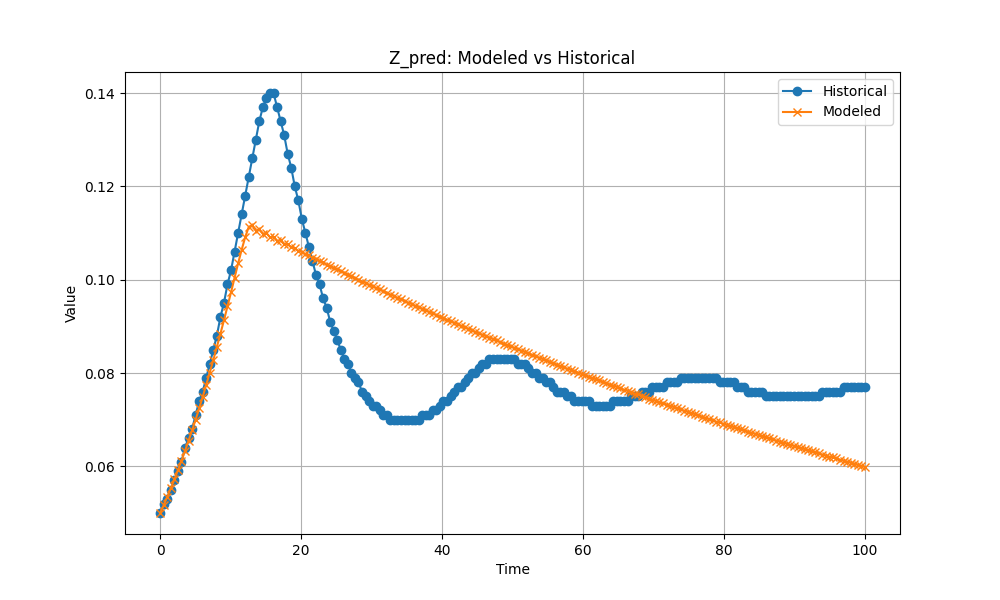 Z_pred: Modeled vs Historical
Historical
Modeled
Value
0.14
0.12
0.10
0.08
0.06
0 20 40 60 80 100
Time